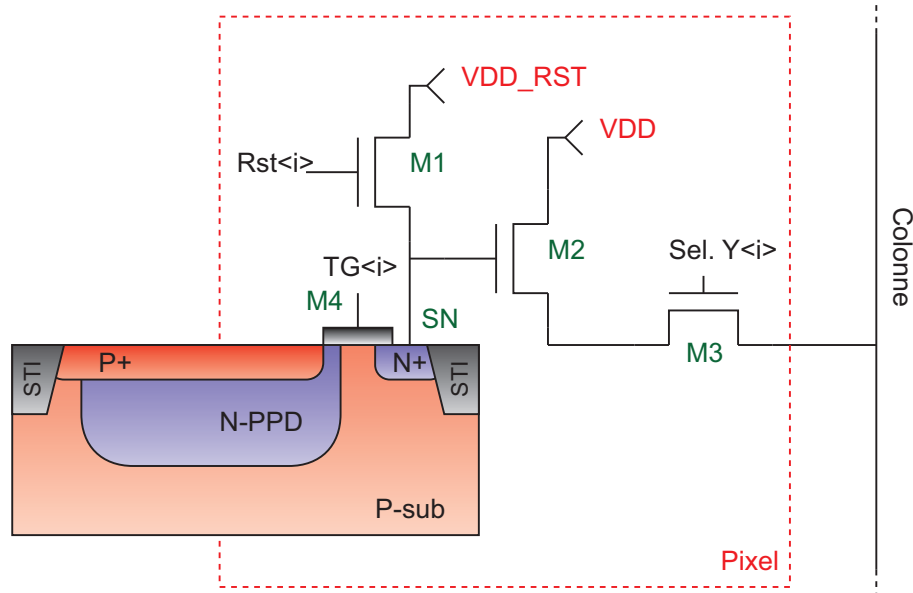 VDD_RST
VDD
Rst<i>
M1
M2
Sel. Y<i>
TG<i>
M4
SN
M3
Colonne
STI
P+
N+
STI
N-PPD
P-sub
Pixel